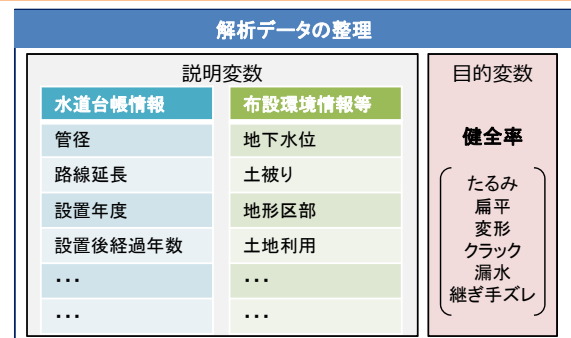 解析データの整理
説明変数
目的変数
水道台帳情報
布設環境情報等
管径
地下水位
路線延長
土被り
設置年度
地形区部
設置後経過年数
土地利用
･･･
･･･
･･･
･･･
健全率
たるみ
扁平
変形
クラック
漏水
継ぎ手ズレ